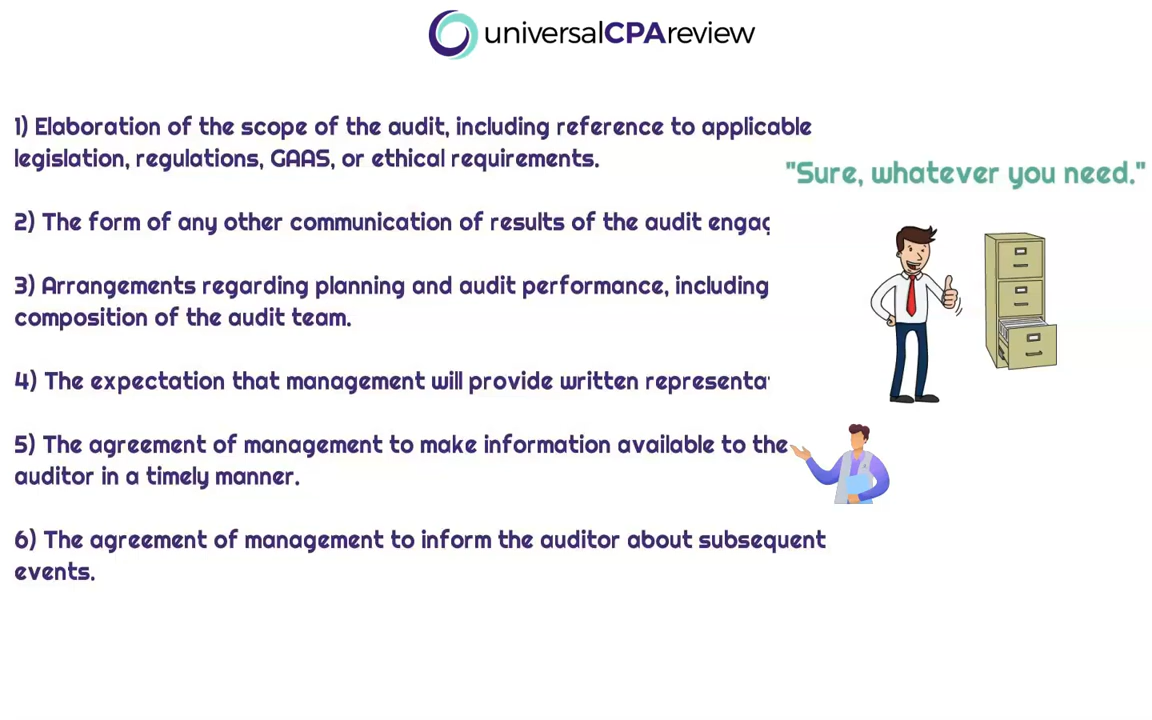 universalCPAreview
1) Elaboration of the scope of the audit, including reference to applicable
legislation, regulations, GAAS, or ethical requirements.
"Sure, whatever you need."
2) The form of any other communication of results of the audit
3) Arrangements regarding planning and audit performance, including
composition of the audit team.
4) The expectation that management will provide written
5) The agreement of management to make information available to the
auditor in a timely manner.
6) The agreement of management to inform the auditor about subsequent
events.